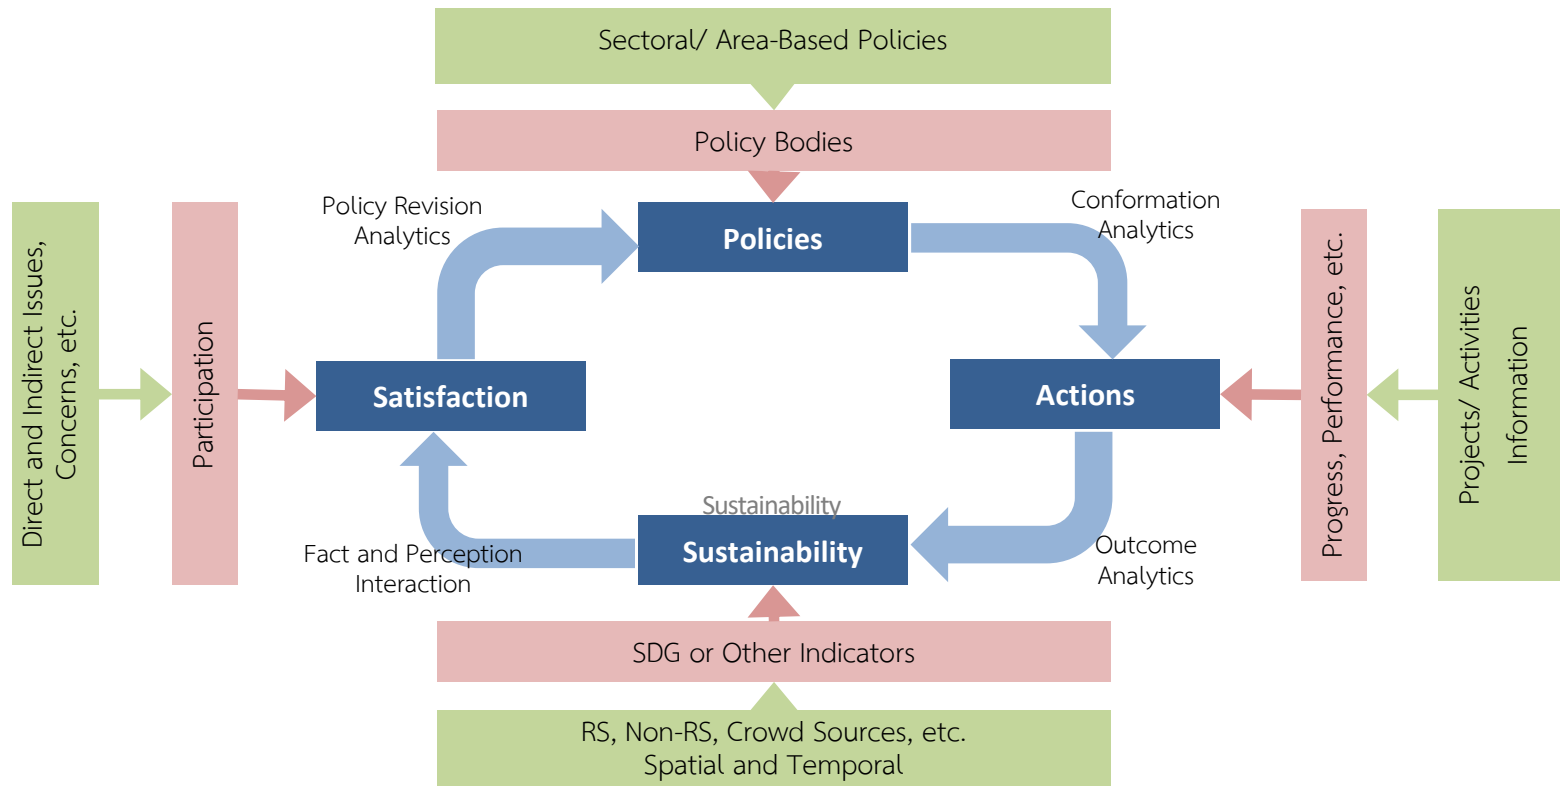 Sectoral/ Area-Based Policies
Policy Bodies
Policy Revision
Analytics
Policies
Conformation
Analytics
Direct and Indirect Issues,
Concerns, etc.
Participation
Satisfaction
Actions
Progress, Performance, etc.
Projects/ Activities
Information
Sustainability
Sustainability
Fact and Perception
Interaction
Outcome
Analytics
SDG or Other Indicators
RS, Non-RS, Crowd Sources, etc.
Spatial and Temporal